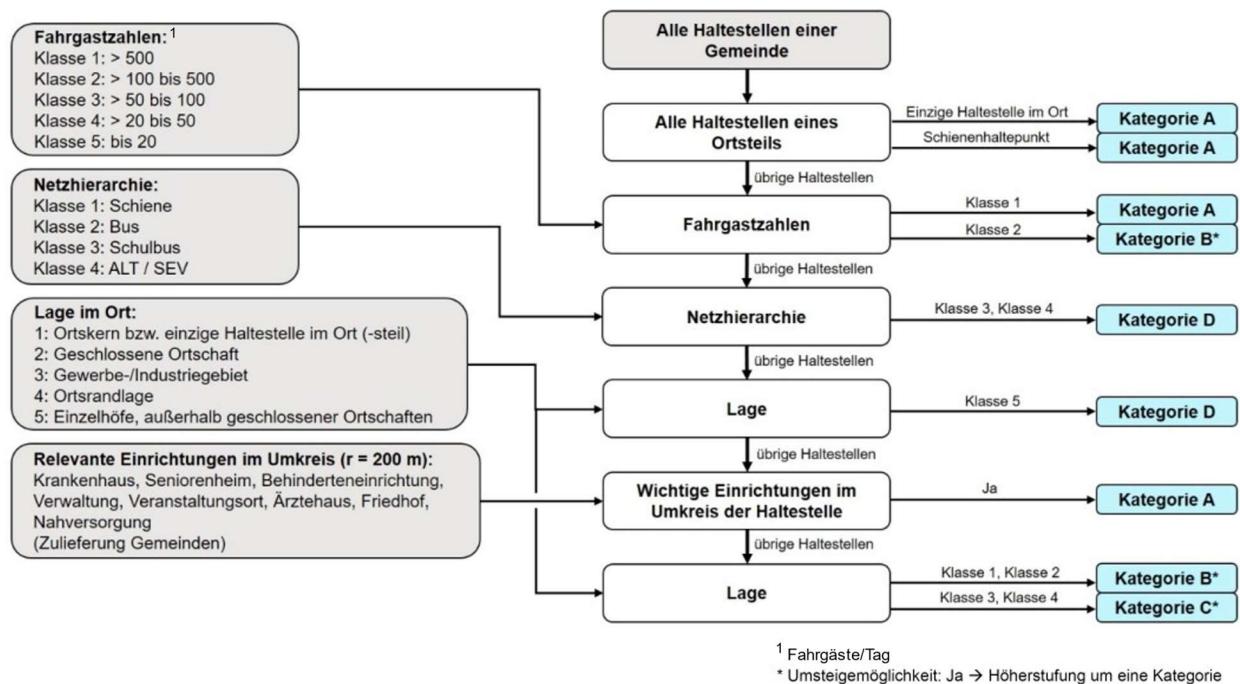 Fahrgastzahlen:1
Klasse 1: > 500
Klasse 2: > 100 bis 500
Klasse 3: > 50 bis 100
Klasse 4: > 20 bis 50
Klasse 5: bis 20
Netzhierarchie:
Klasse 1: Schiene
Klasse 2: Bus
Klasse 3: Schulbus
Klasse 4: ALT / SEV
Lage im Ort:
1: Ortskern bzw. einzige Haltestelle im Ort (-steil)
2: Geschlossene Ortschaft
3: Gewerbe-/Industriegebiet
4: Ortsrandlage
5: Einzelhöfe, außerhalb geschlossener Ortschaften
Relevante Einrichtungen im Umkreis (r = 200 m):
Krankenhaus, Seniorenheim, Behinderteneinrichtung,
Verwaltung, Veranstaltungsort, Ärztehaus, Friedhof,
Nahversorgung
(Zulieferung Gemeinden)
Alle Haltestellen einer
Gemeinde
Alle Haltestellen eines
Ortsteils
Einzige Haltestelle im Ort
Kategorie A
Schienenhaltepunkt
Kategorie A
übrige Haltestellen
Fahrgastzahlen
Klasse 1
Kategorie A
Klasse 2
Kategorie B*
übrige Haltestellen
Netzhierarchie
Klasse 3, Klasse 4
Kategorie D
übrige Haltestellen
Lage
Klasse 5
Kategorie D
übrige Haltestellen
Wichtige Einrichtungen im
Umkreis der Haltestelle
Ja
Kategorie A
übrige Haltestellen
Lage
Klasse 1, Klasse 2
Kategorie B*
Klasse 3, Klasse 4
Kategorie C*
1 Fahrgäste/Tag
* Umsteigemöglichkeit: Ja → Höherstufung um eine Kategorie